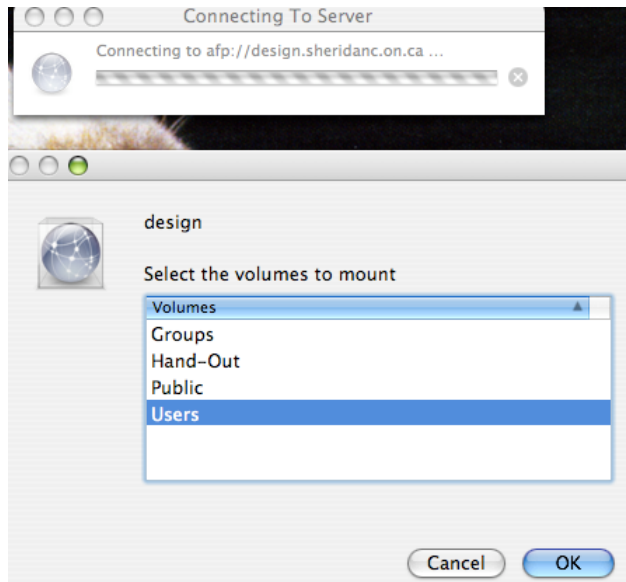 Connecting To Server
Connecting to afp://design.sheridanc.on.ca ...
design
Select the volumes to mount
Volumes
Groups
Hand-Out
Public
Users
Cancel OK